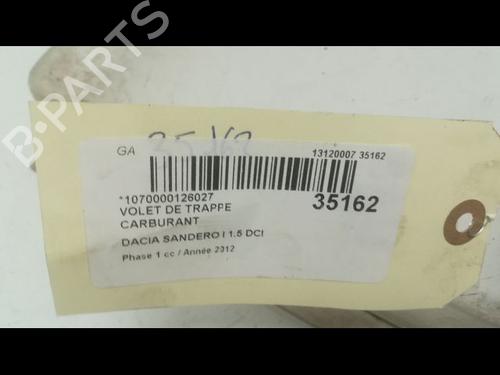 B-PARTS
GA 35162
13120007 35162
*1070000126027
VOLET DE TRAPPE
CARBURANT
35162
DACIA SANDERO I 1.5 DCI
Phase 1 cc / Année 2012